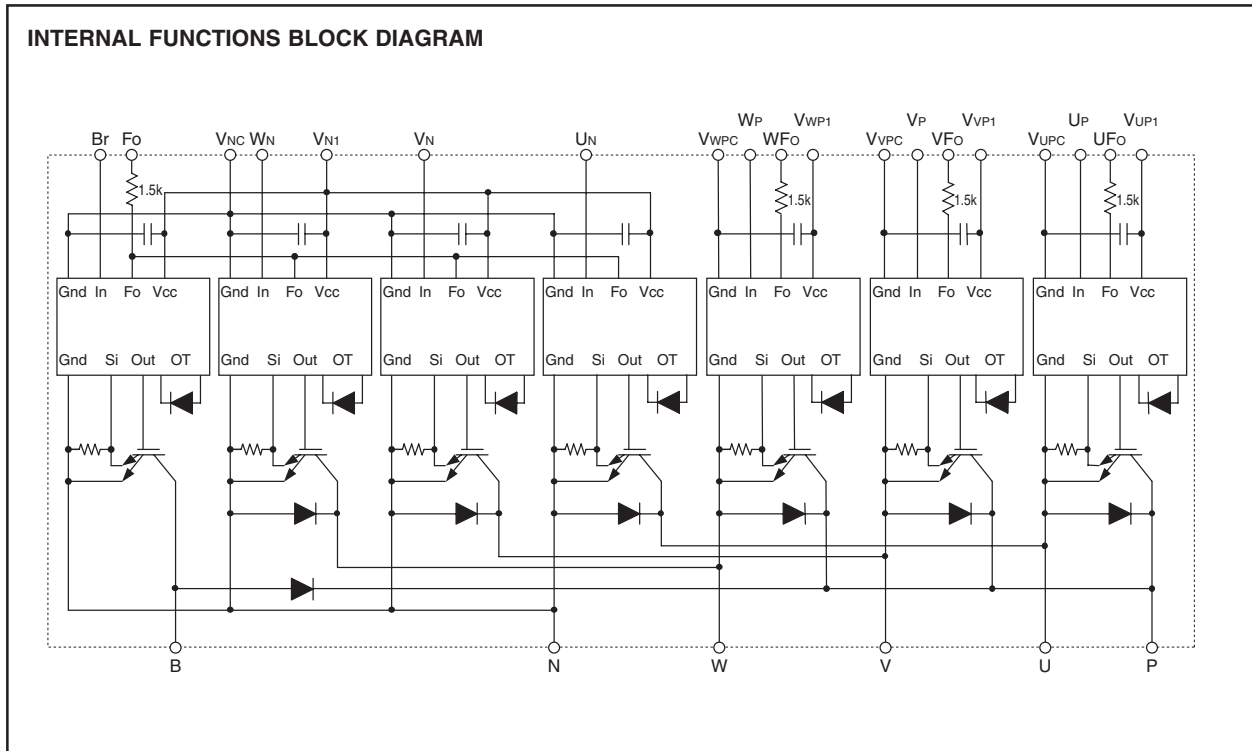 INTERNAL FUNCTIONS BLOCK DIAGRAM
WP VWP1 VP VVP1 UP VUP1
Br FO VNC WN VN1 VN UN VWPC WFO VVPC VFO VUPC UFO
1.5k 1.5k 1.5k 1.5k
Gnd In Fo Vcc Gnd In Fo Vcc Gnd In Fo Vcc Gnd In Fo Vcc Gnd In Fo Vcc Gnd In Fo Vcc Gnd In Fo Vcc
Gnd Si Out OT Gnd Si Out OT Gnd Si Out OT Gnd Si Out OT Gnd Si Out OT Gnd Si Out OT Gnd Si Out OT
B N W V U P